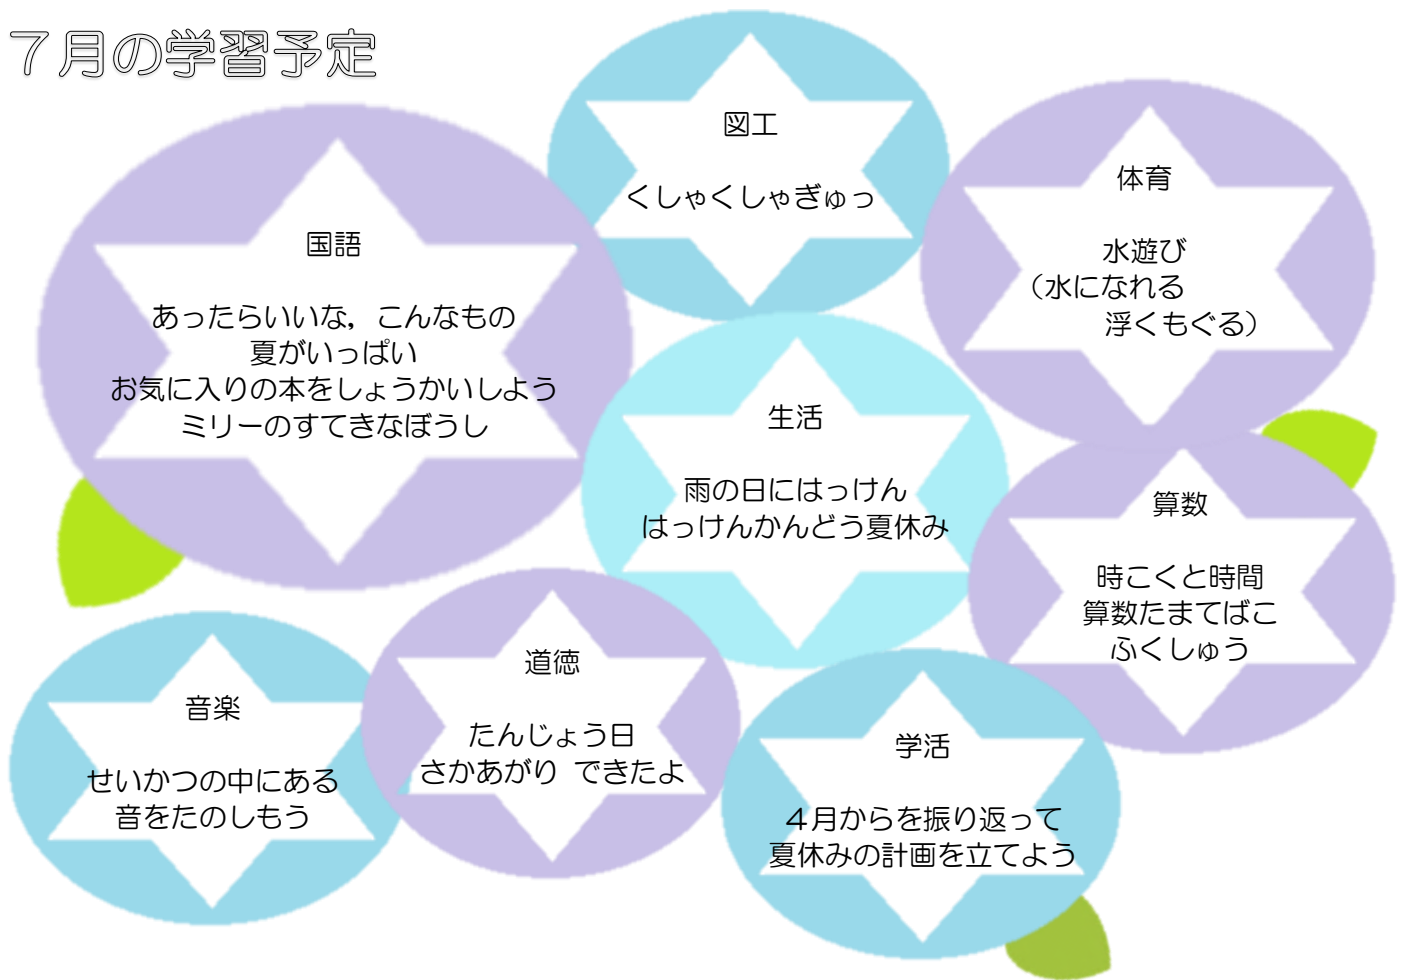 ７月の学習予定
図工
くしゃくしゃぎゅっ
体育
水遊び
（水になれる
浮くもぐる）
国語
あったらいいな，こんなもの
夏がいっぱい
お気に入りの本をしょうかいしよう
ミリーのすてきなぼうし
生活
雨の日にはっけん
はっけんかんどう夏休み
算数
時こくと時間
算数たまてばこ
ふくしゅう
音楽
せいかつの中にある
音をたのしもう
道徳
たんじょう日
さかあがり できたよ
学活
４月からを振り返って
夏休みの計画を立てよう